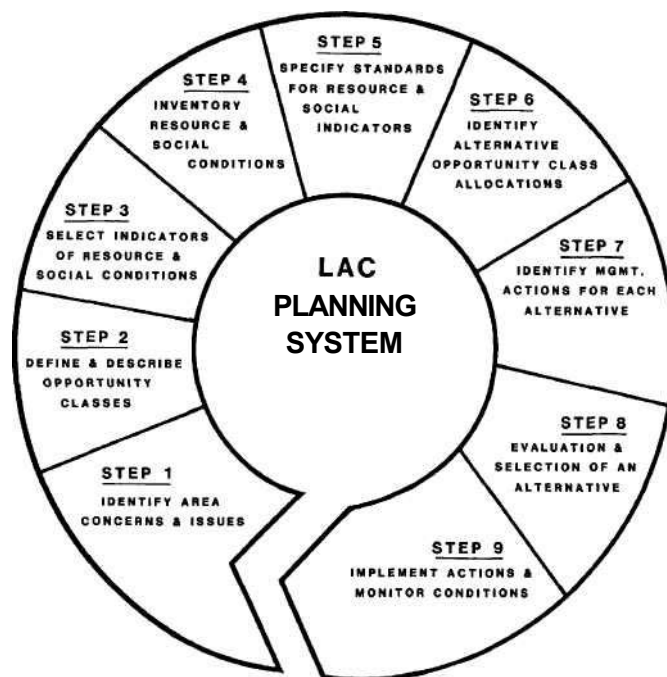 LAC
PLANNING
SYSTEM
STEP 1
IDENTIFY AREA
CONCERNS & ISSUES
STEP 2
DEFINE & DESCRIBE
OPPORTUNITY
CLASSES
STEP 3
SELECT INDICATORS
OF RESOURCE &
SOCIAL CONDITIONS
STEP 4
INVENTORY
RESOURCE &
SOCIAL
CONDITIONS
STEP 5
SPECIFY STANDARDS
FOR RESOURCE &
SOCIAL
INDICATORS
STEP 6
IDENTIFY
ALTERNATIVE
OPPORTUNITY CLASS
ALLOCATIONS
STEP 7
IDENTIFY MGMT.
ACTIONS FOR EACH
ALTERNATIVE
STEP 8
EVALUATION &
SELECTION OF AN
ALTERNATIVE
STEP 9
IMPLEMENT ACTIONS &
MONITOR CONDITIONS